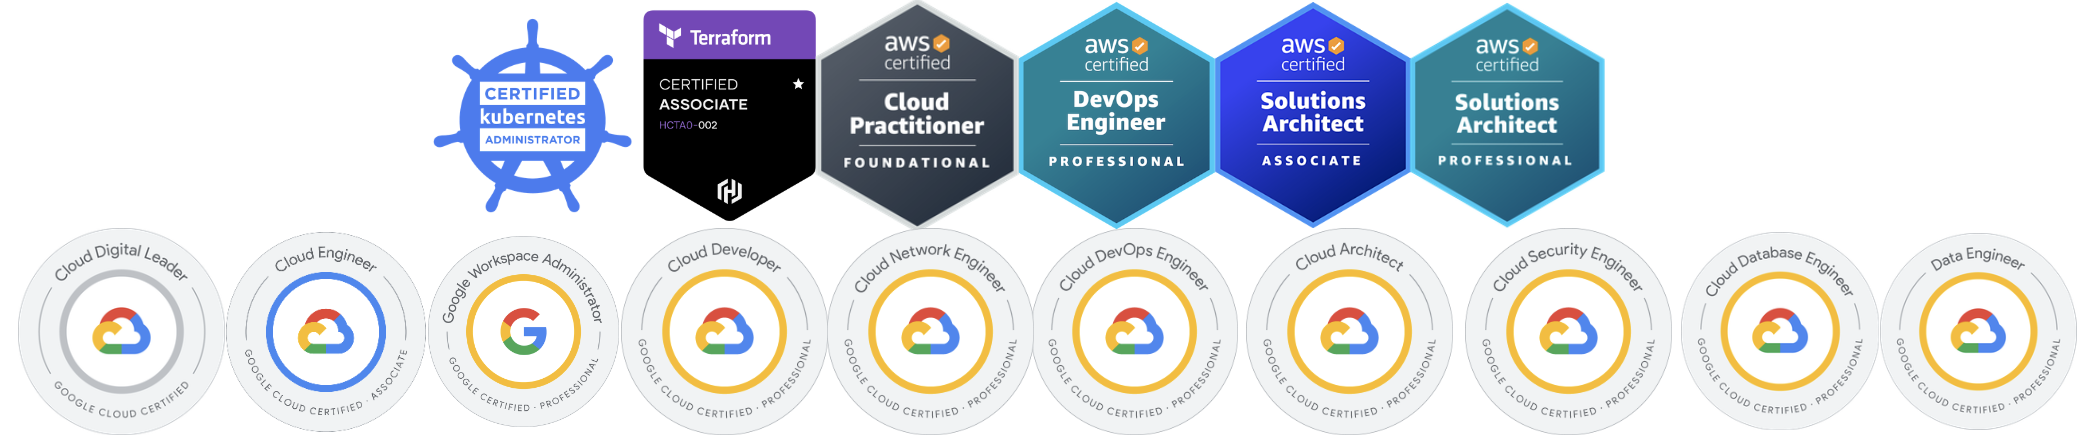 CERTIFIED
kubernetes
ADMINISTRATOR
Terraform
CERTIFIED
ASSOCIATE
HCTA0-002
aws
certified
Cloud
Practitioner
FOUNDATIONAL
aws
certified
DevOps
Engineer
PROFESSIONAL
aws
certified
Solutions
Architect
ASSOCIATE
aws
certified
Solutions
Architect
PROFESSIONAL
Cloud Digital Leader
GOOGLE CLOUD CERTIFIED
Cloud Engineer
GOOGLE CLOUD CERTIFIED · ASSOCIATE
Google Workspace Administrator
GOOGLE CERTIFIED · PROFESSIONAL
Cloud Developer
GOOGLE CLOUD CERTIFIED · PROFESSIONAL
Cloud Network Engineer
GOOGLE CLOUD CERTIFIED · PROFESSIONAL
Cloud DevOps Engineer
GOOGLE CLOUD CERTIFIED · PROFESSIONAL
Cloud Architect
GOOGLE CLOUD CERTIFIED · PROFESSIONAL
Cloud Security Engineer
GOOGLE CLOUD CERTIFIED · PROFESSIONAL
Cloud Database Engineer
GOOGLE CLOUD CERTIFIED · PROFESSIONAL
Data Engineer
GOOGLE CLOUD CERTIFIED · PROFESSIONAL